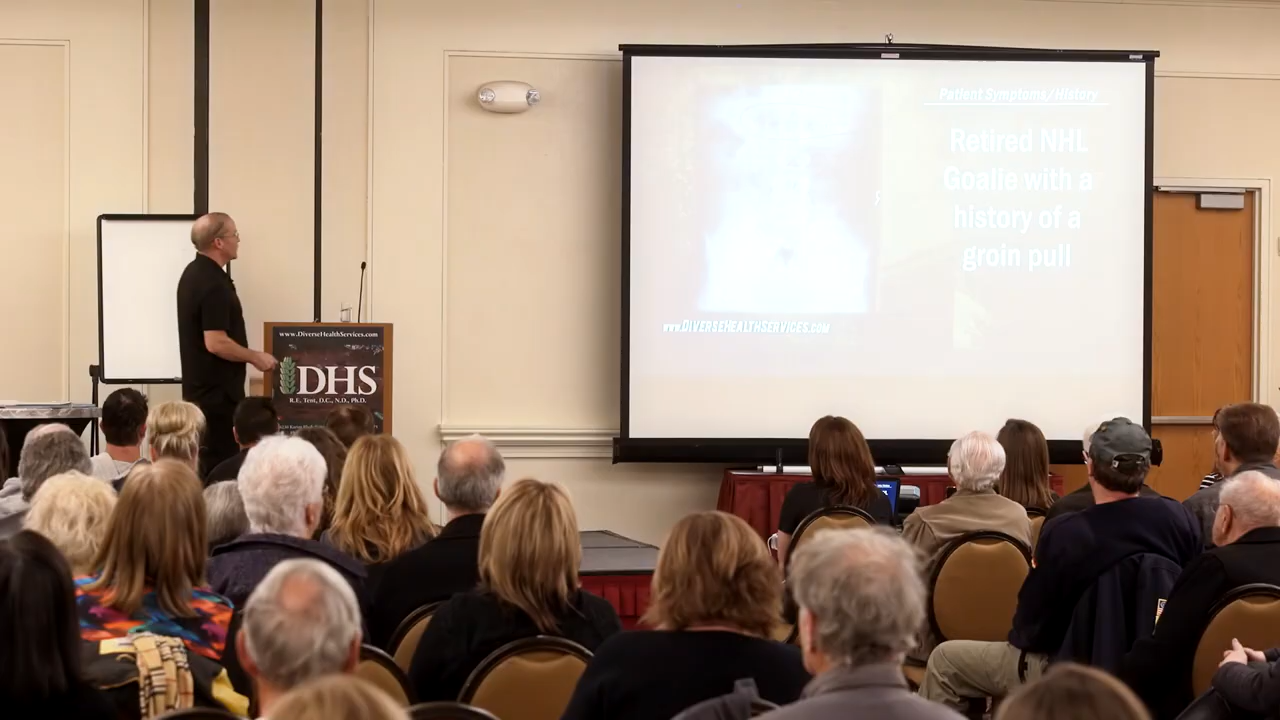 Patient Symptoms/History
Retired NHL
Goalie with a
history of a
groin pull
www.DiverseHealthServices.com
www.DiverseHealthServices.com
DHS
R.E. Tent, D.C., N.D., Ph.D.